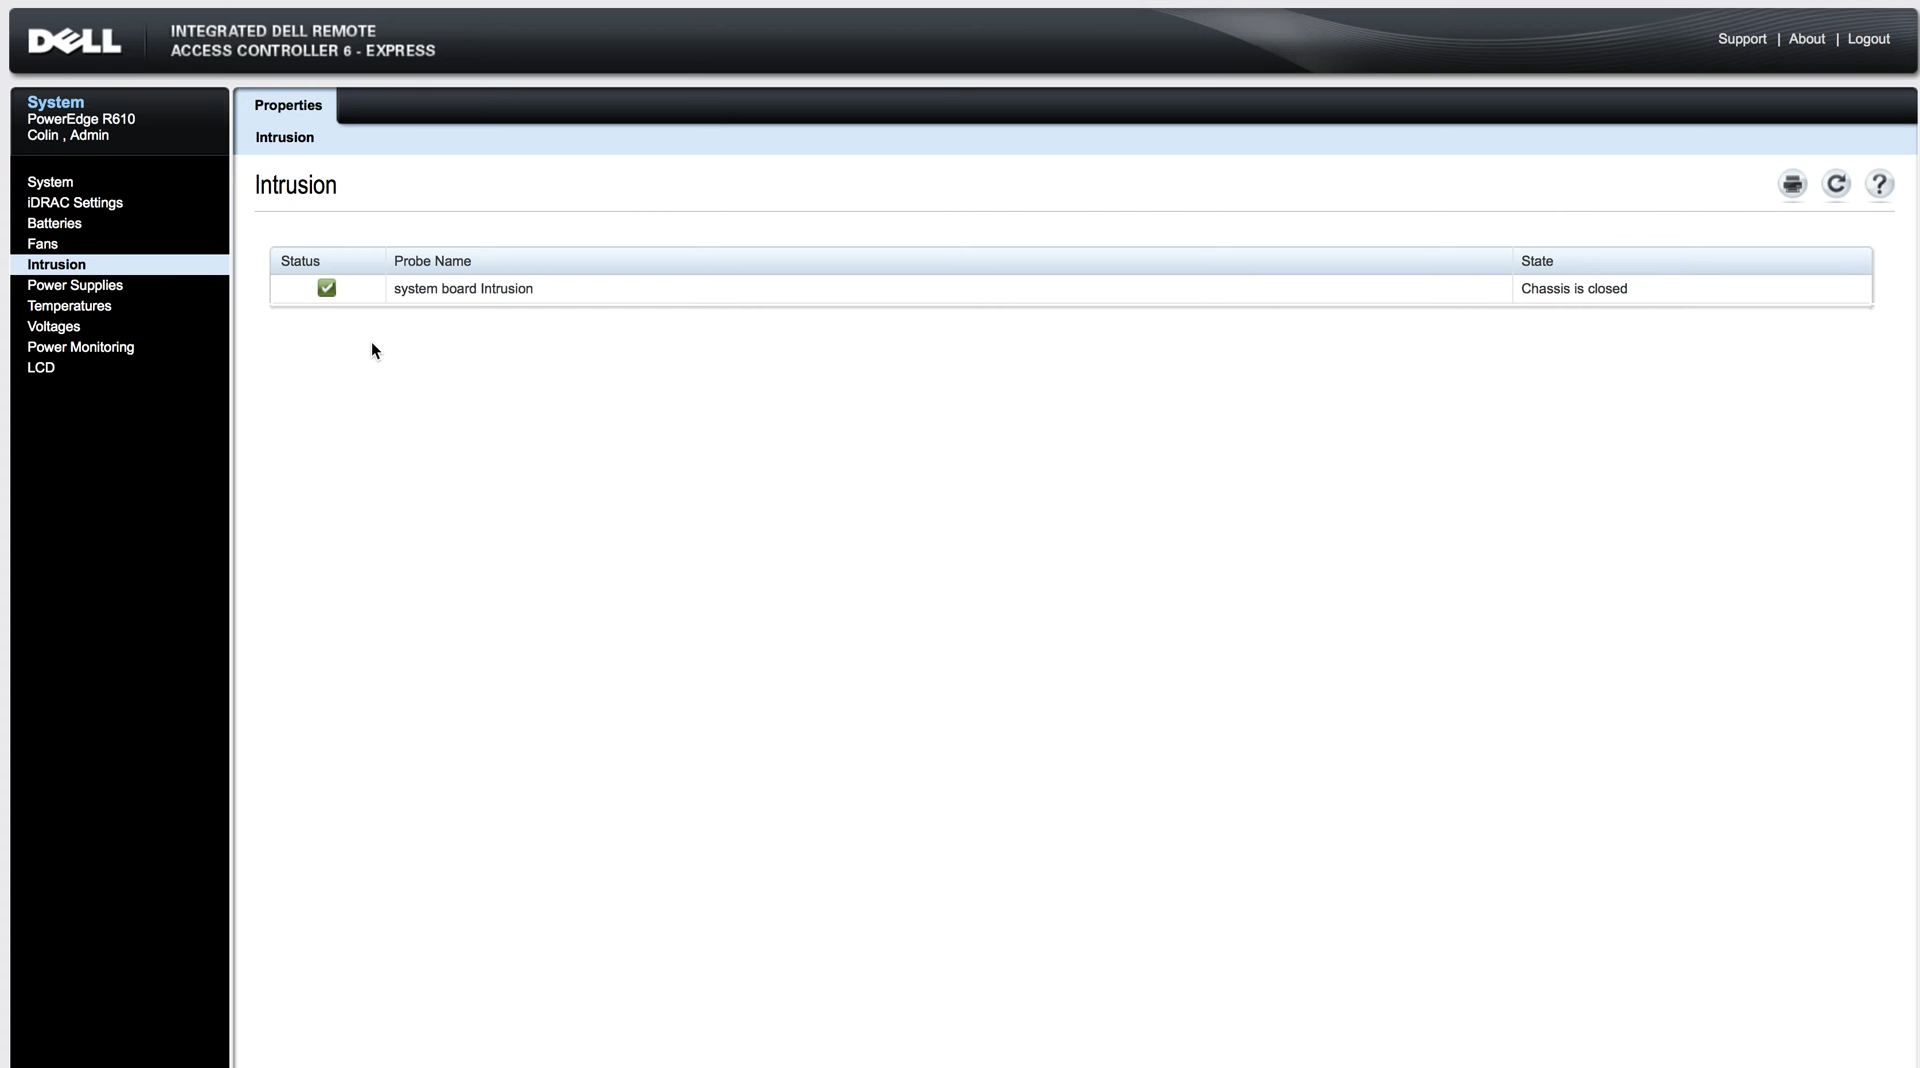 DELL
INTEGRATED DELL REMOTE
ACCESS CONTROLLER 6 - EXPRESS
Support | About | Logout
System
PowerEdge R610
Colin , Admin
System
iDRAC Settings
Batteries
Fans
Intrusion
Power Supplies
Temperatures
Voltages
Power Monitoring
LCD
Properties
Intrusion
Intrusion
?
Status Probe Name State
system board Intrusion Chassis is closed